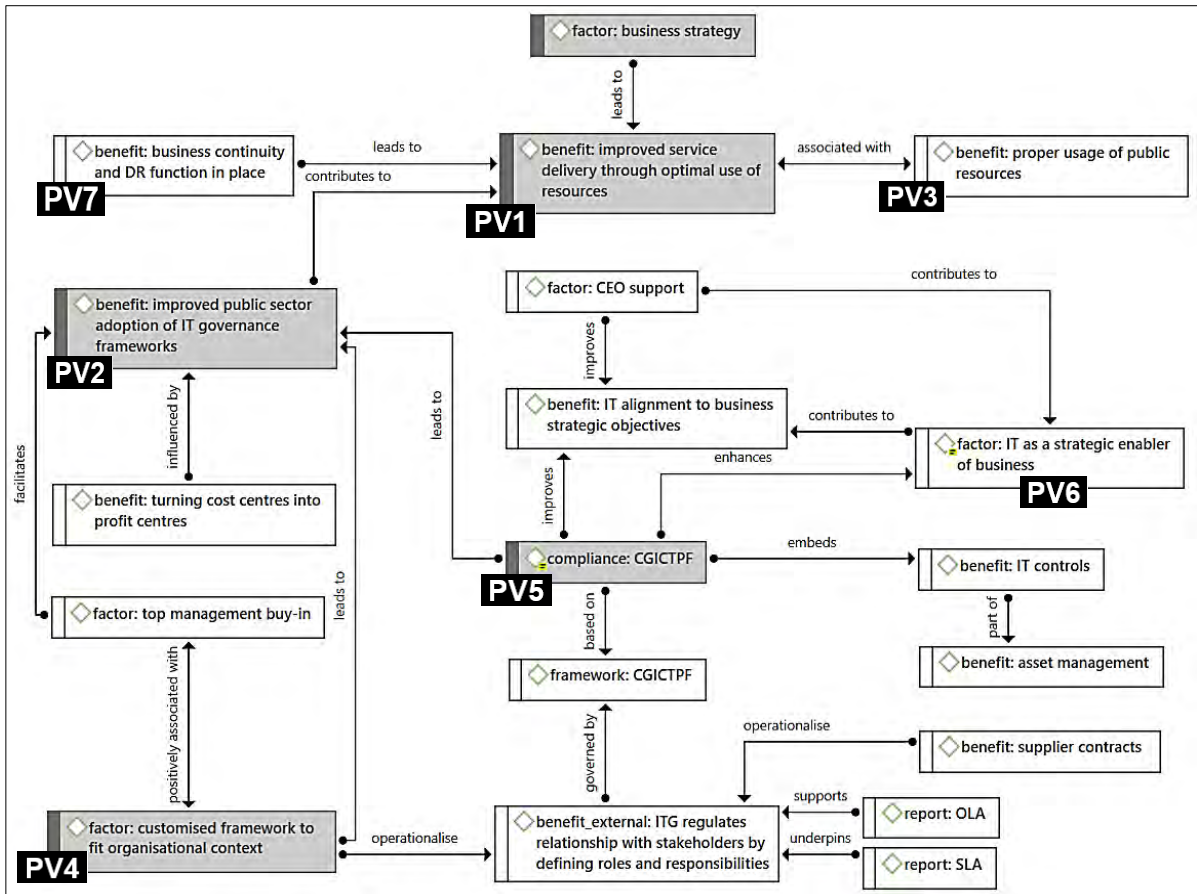 factor: business strategy
leads to
benefit: business continuity
and DR function in place
PV7
leads to
contributes to
benefit: improved service
delivery through optimal use of
resources
PV1
associated with
benefit: proper usage of public
resources
PV3
factor: CEO support
contributes to
benefit: improved public sector
adoption of IT governance
frameworks
PV2
improves
leads to
benefit: IT alignment to business
strategic objectives
contributes to
factor: IT as a strategic enabler
of business
PV6
enhances
influenced by
facilitates
benefit: turning cost centres into
profit centres
improves
compliance: CGICTPF
PV5
embeds
benefit: IT controls
leads to
factor: top management buy-in
based on
part of
framework: CGICTPF
benefit: asset management
positively associated with
governed by
operationalise
benefit: supplier contracts
factor: customised framework to
fit organisational context
PV4
operationalise
benefit_external: ITG regulates
relationship with stakeholders by
defining roles and responsibilities
supports
report: OLA
underpins
report: SLA